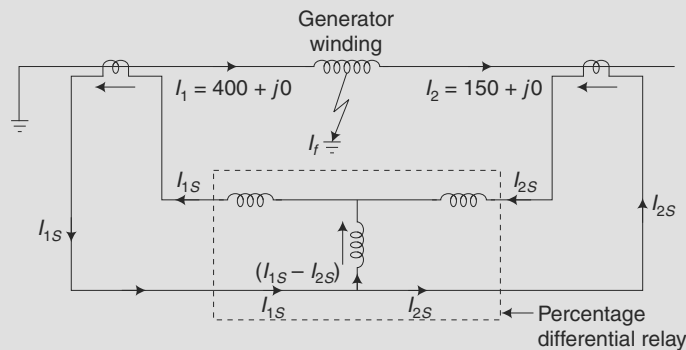 Generator
winding
I1 = 400 + j0
I2 = 150 + j0
If
I1S
I2S
I1S
I2S
(I1S – I2S)
I1S
I2S
Percentage
differential relay